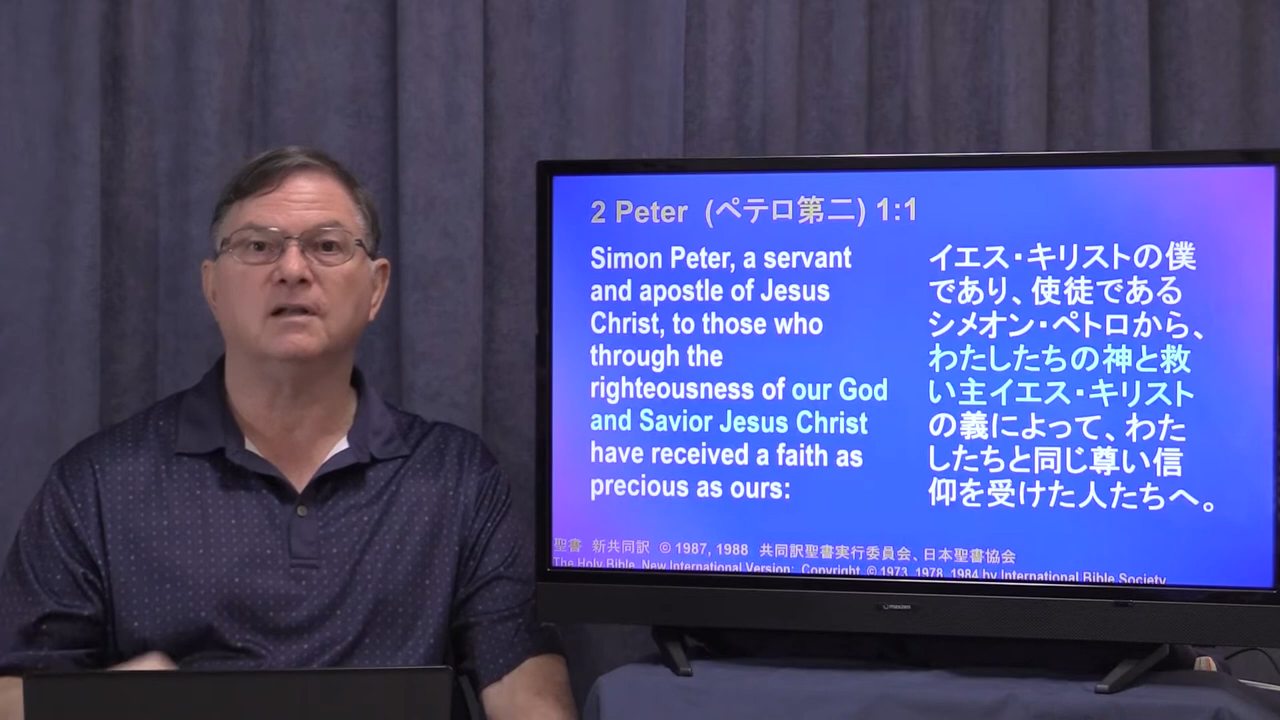 2 Peter (ペテロ第二) 1:1
Simon Peter, a servant
and apostle of Jesus
Christ, to those who
through the
righteousness of our God
and Savior Jesus Christ
have received a faith as
precious as ours:
イエス・キリストの僕
であり、使徒である
シメオン・ペトロから、
わたしたちの神と救
い主イエス・キリスト
の義によって、わた
したちと同じ尊い信
仰を受けた人たちへ。
聖書 新共同訳 © 1987, 1988 共同訳聖書実行委員会、日本聖書協会
The Holy Bible, New International Version; Copyright © 1973, 1978, 1984 by International Bible Society